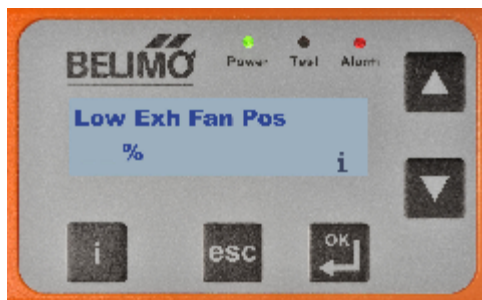 BELIMO
Power Test Alarm
Low Exh Fan Pos
% i
i esc OK